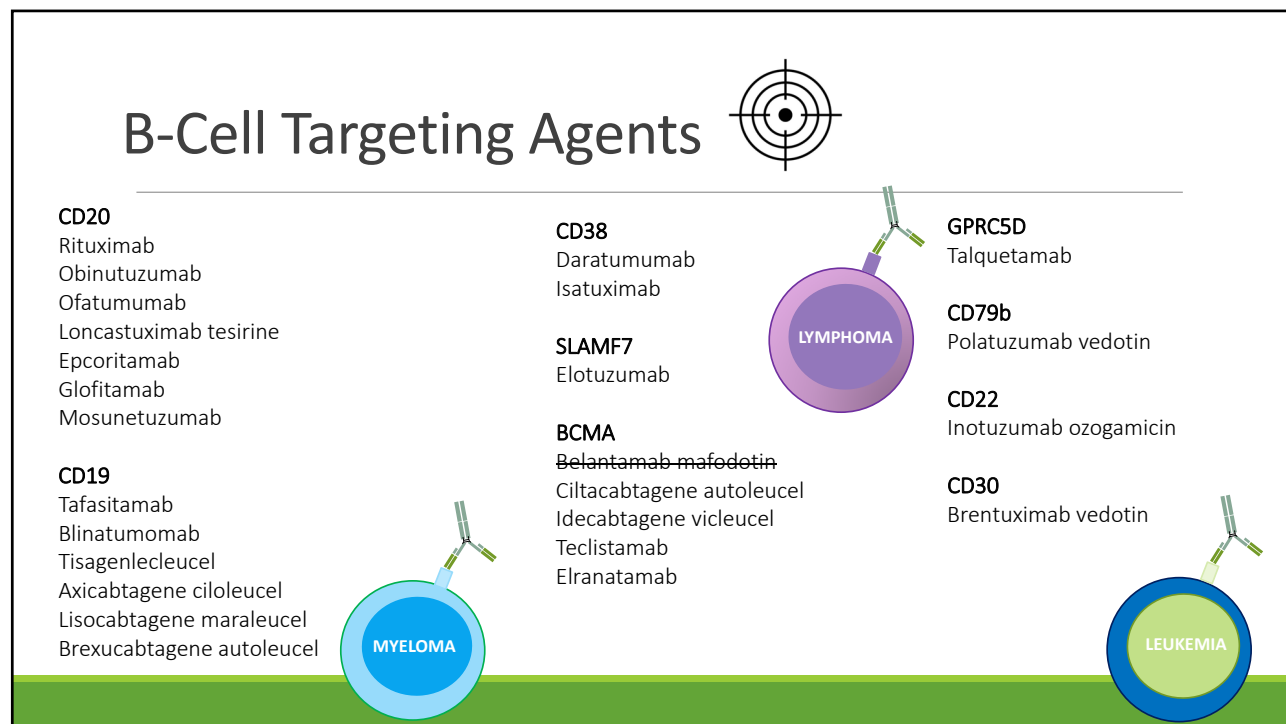 B-Cell Targeting Agents
CD20
Rituximab
Obinutuzumab
Ofatumumab
Loncastuximab tesirine
Epcoritamab
Glofitamab
Mosunetuzumab
CD19
Tafasitamab
Blinatumomab
Tisagenlecleucel
Axicabtagene ciloleucel
Lisocabtagene maraleucel
Brexucabtagene autoleucel
MYELOMA
CD38
Daratumumab
Isatuximab
SLAMF7
Elotuzumab
BCMA
Belantamab mafodotin
Ciltacabtagene autoleucel
Idecabtagene vicleucel
Teclistamab
Elranatamab
LYMPHOMA
GPRC5D
Talquetamab
CD79b
Polatuzumab vedotin
CD22
Inotuzumab ozogamicin
CD30
Brentuximab vedotin
LEUKEMIA